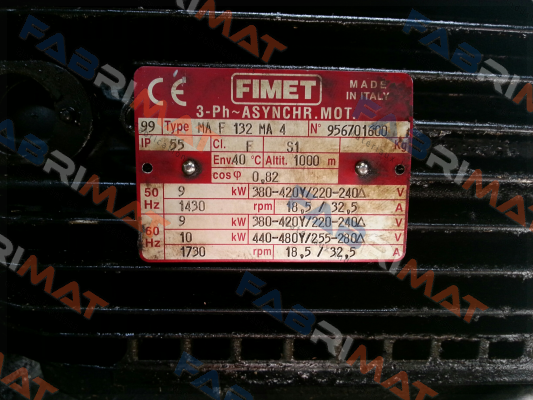 CE FIMET MADE IN ITALY
3-Ph~ASYNCHR.MOT.
99 Type MA F 132 MA 4 N° 956701600
IP 55 Cl. F S1 Kg
Env. 40 °C Altit. 1000 m
cosφ 0,82
50 Hz 9 kW 380-420Y/220-240Δ V
1430 rpm 18,5 / 32,5 A
60 Hz 9 kW 380-420Y/220-240Δ V
10 kW 440-480Y/255-280Δ V
1730 rpm 18,5 / 32,5 A
FABRIMAT
FABRIMAT
FABRIMAT
FABRIMAT